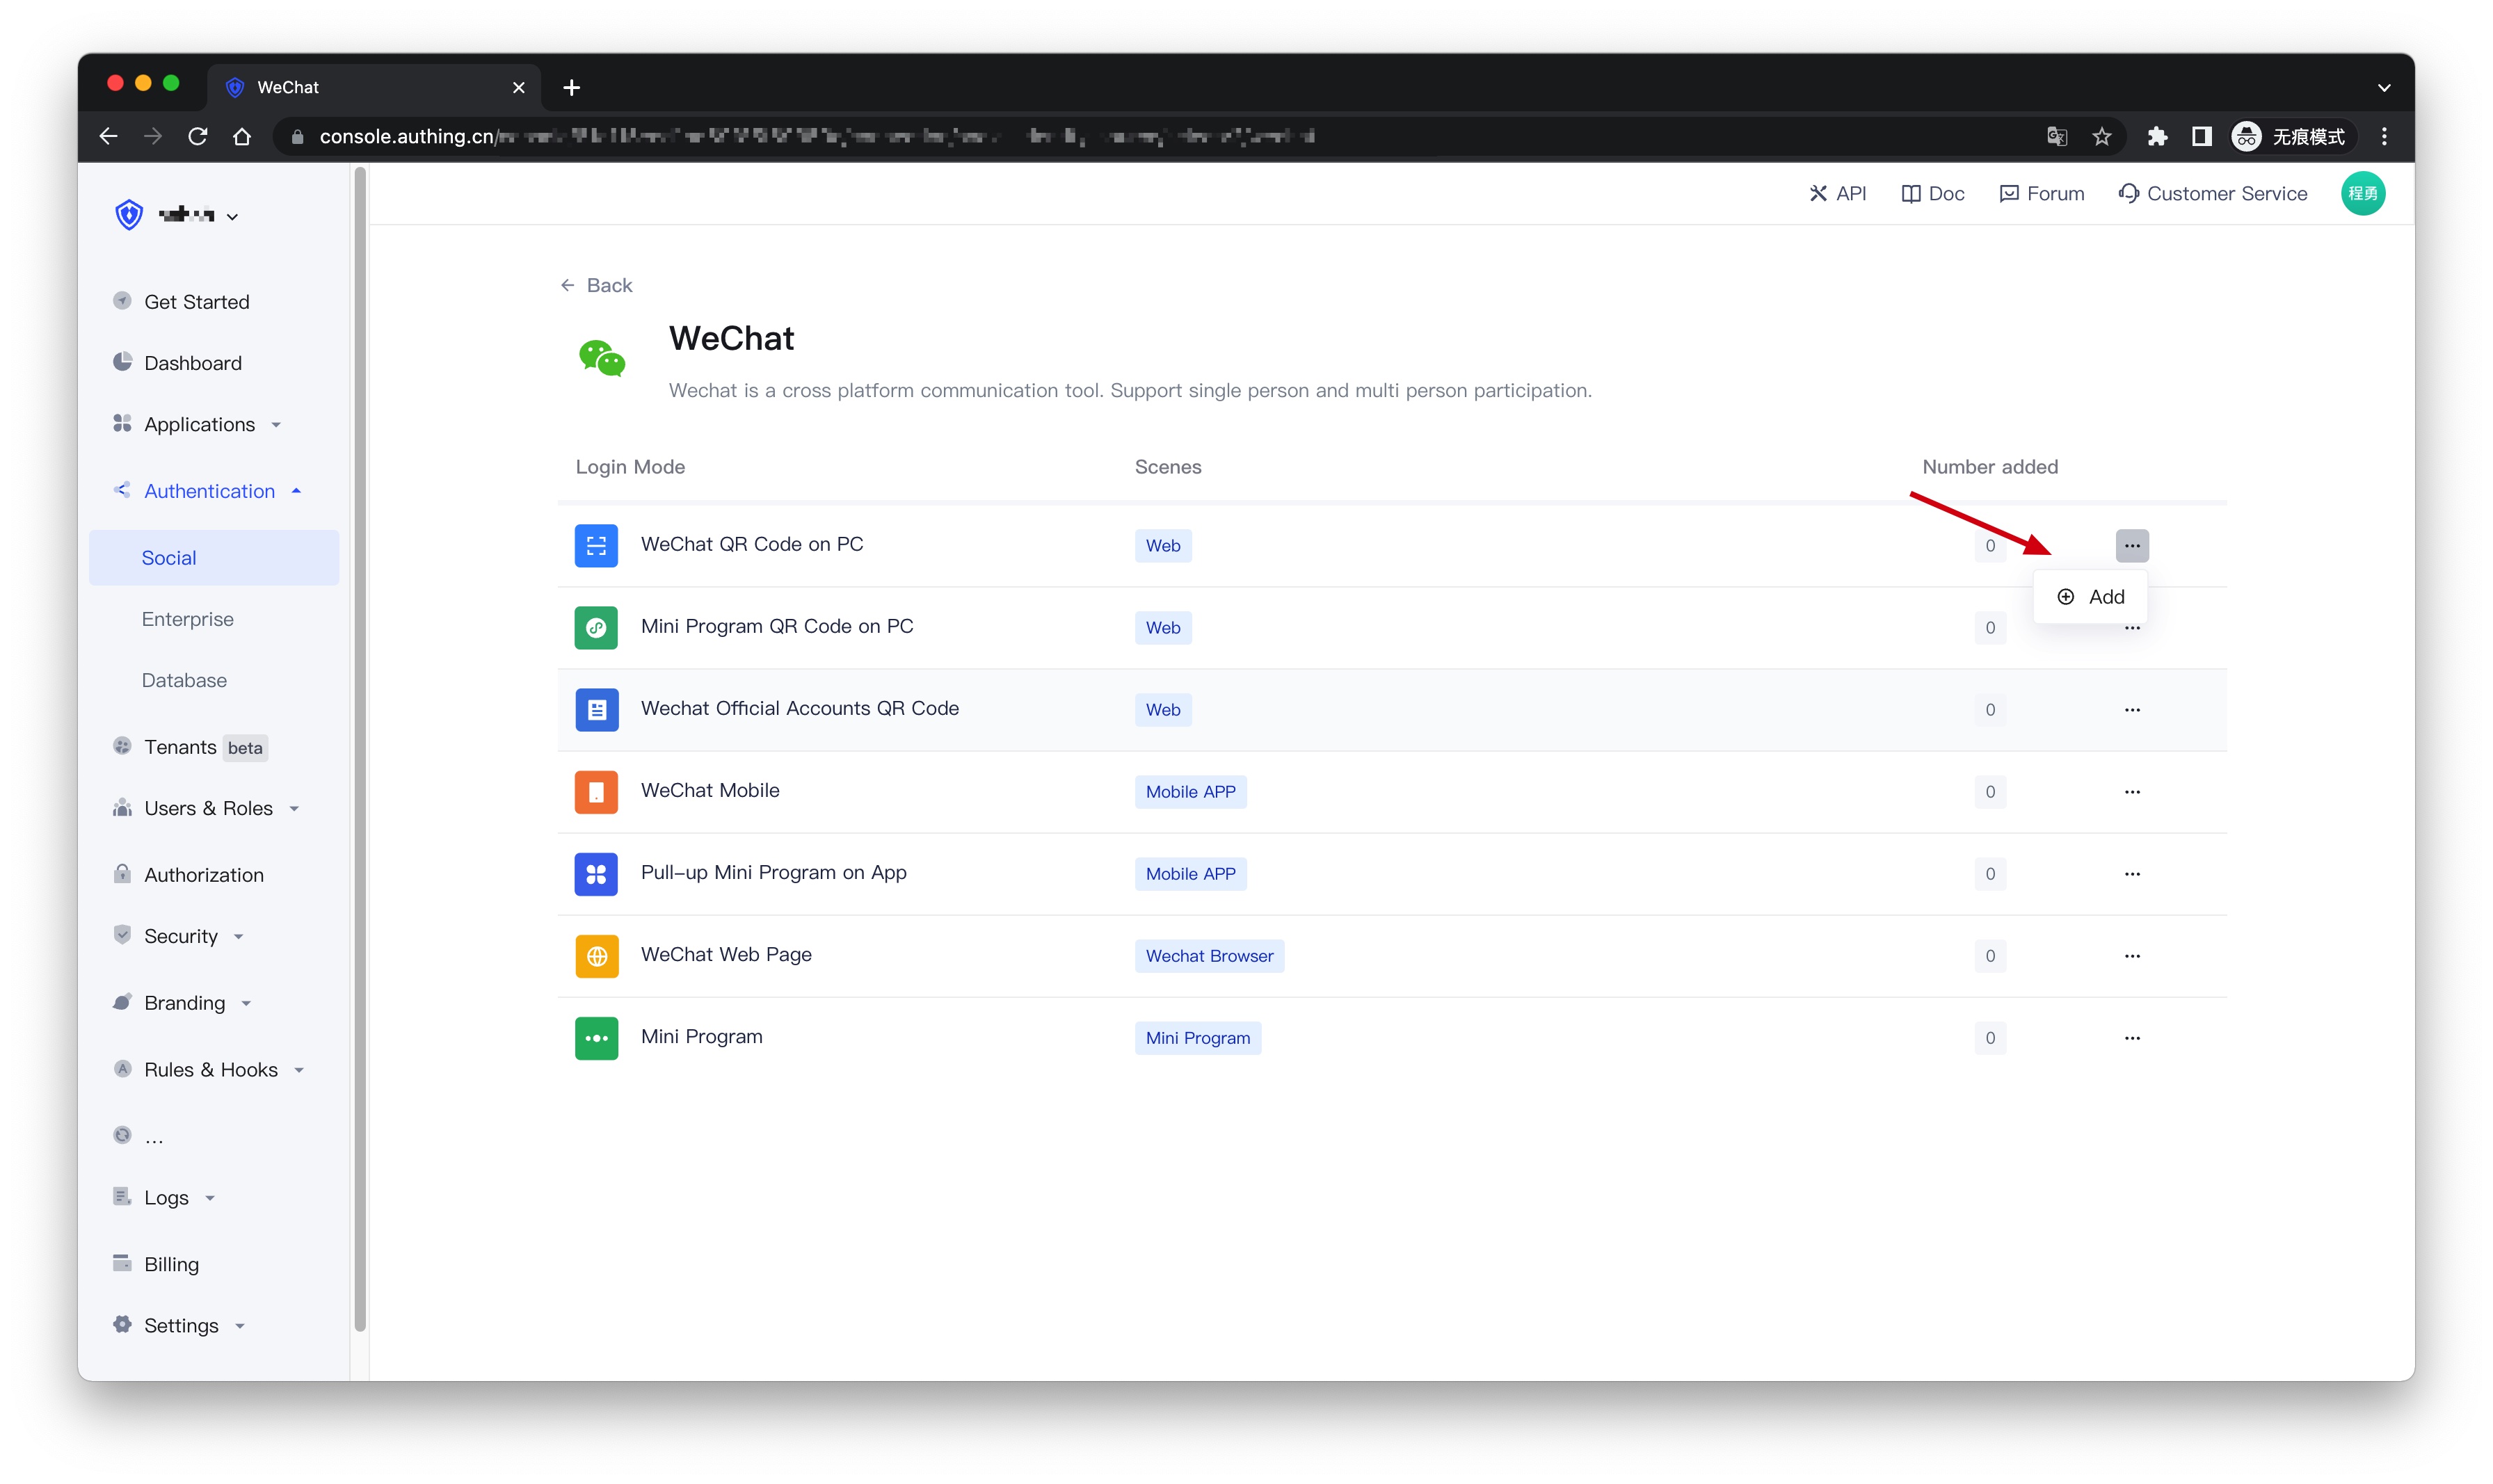 WeChat
console.authing.cn/
无痕模式
API
Doc
Forum
Customer Service
程勇
Get Started
Dashboard
Applications
Authentication
Social
Enterprise
Database
Tenants beta
Users & Roles
Authorization
Security
Branding
Rules & Hooks
...
Logs
Billing
Settings
Back
WeChat
Wechat is a cross platform communication tool. Support single person and multi person participation.
Login Mode Scenes Number added
WeChat QR Code on PC Web 0
Add
Mini Program QR Code on PC Web 0
Wechat Official Accounts QR Code Web 0
WeChat Mobile Mobile APP 0
Pull-up Mini Program on App Mobile APP 0
WeChat Web Page Wechat Browser 0
Mini Program Mini Program 0